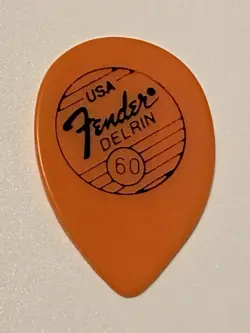 USA
Fender
DELRIN
60